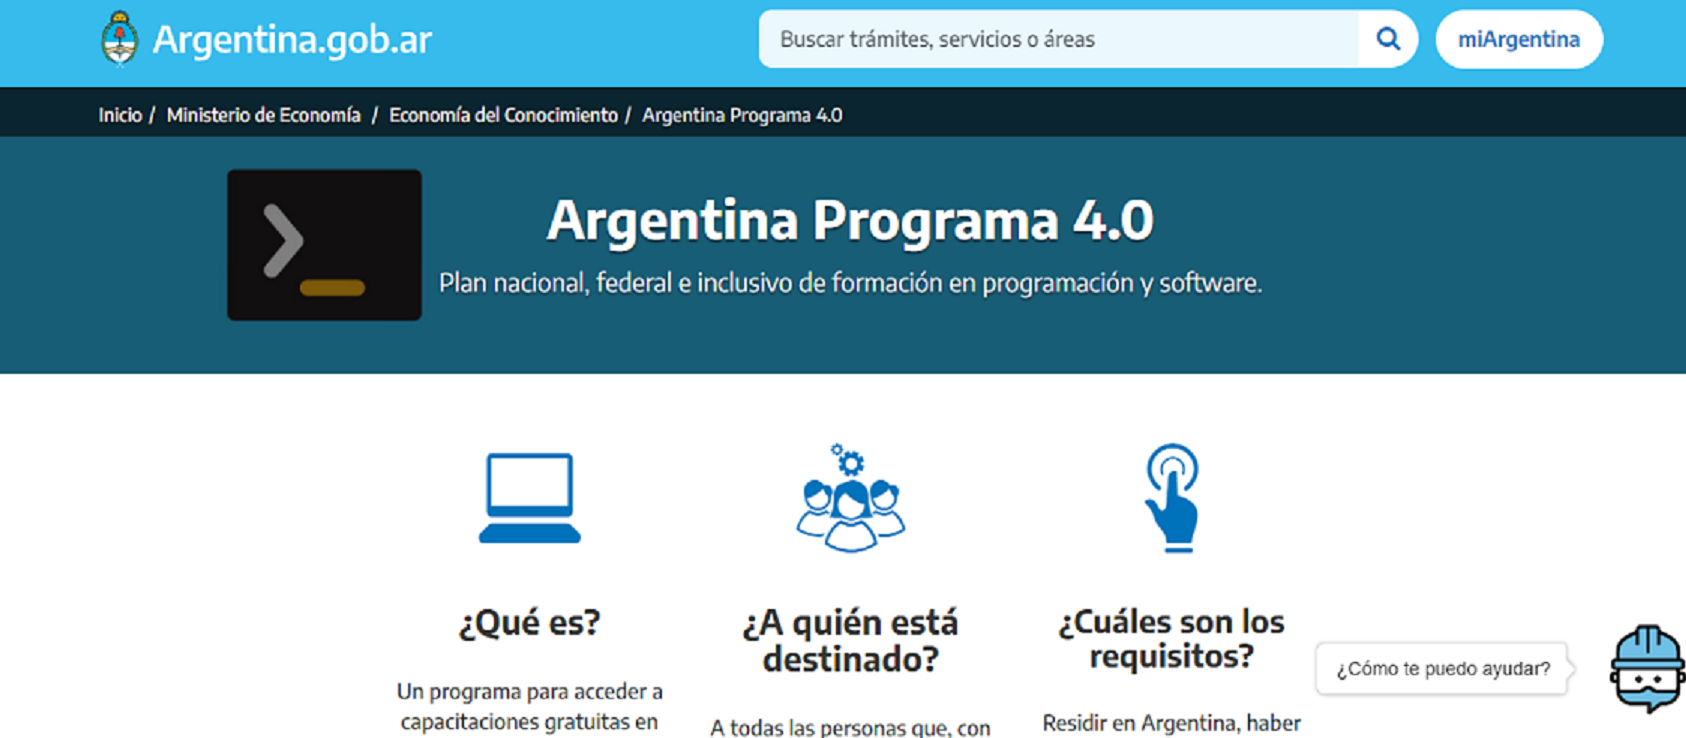 Argentina.gob.ar
Buscar trámites, servicios o áreas
miArgentina
Inicio / Ministerio de Economía / Economía del Conocimiento / Argentina Programa 4.0
Argentina Programa 4.0
Plan nacional, federal e inclusivo de formación en programación y software.
¿Qué es?
Un programa para acceder a
capacitaciones gratuitas en
¿A quién está
destinado?
A todas las personas que, con
¿Cuáles son los
requisitos?
Residir en Argentina, haber
¿Cómo te puedo ayudar?